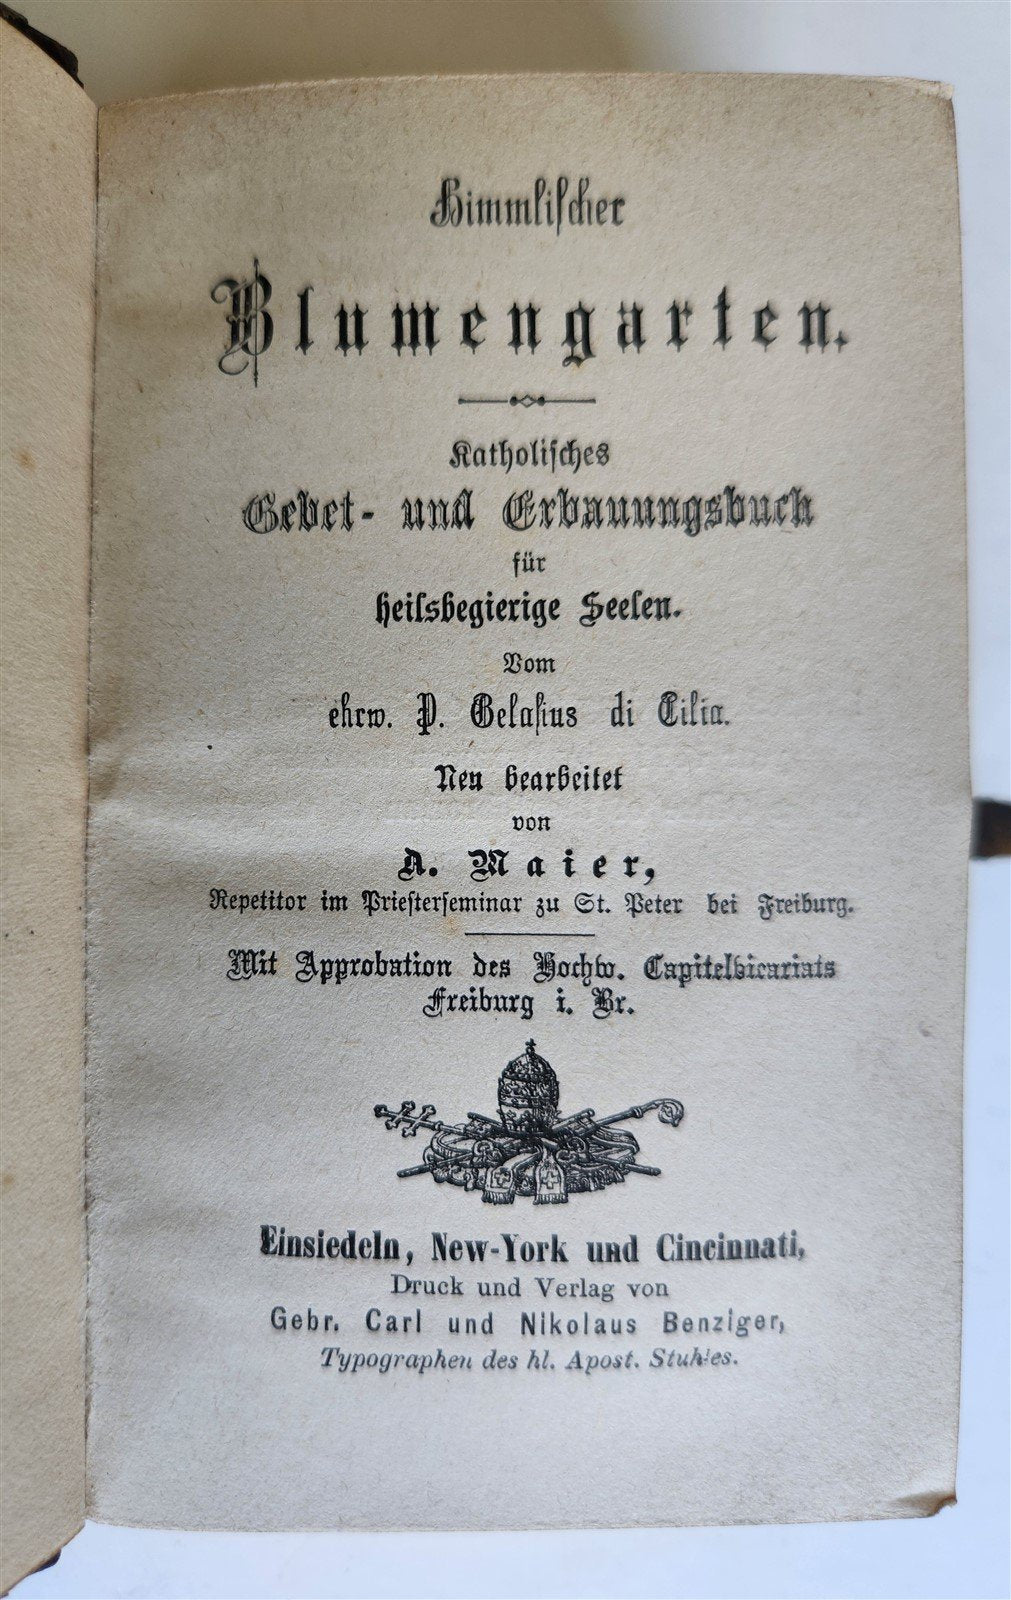 Himmlischer
Blumengarten.
Katholisches
Gebet- und Erbauungsbuch
für
heilsbegierige Seelen.
Vom
ehrw. P. Gelasius di Cilia.
Neu bearbeitet
von
A. Maier,
Repetitor im Priesterseminar zu St. Peter bei Freiburg.
Mit Approbation des Hochw. Capitelvicariats
Freiburg i. Br.
Einsiedeln, New-York und Cincinnati,
Druck und Verlag von
Gebr. Carl und Nikolaus Benziger,
Typographen des hl. Apost. Stuhles.